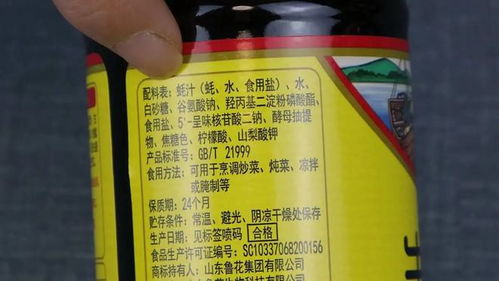 配料表：蚝汁（蚝、水、食用盐）、水、
白砂糖、谷氨酸钠、羟丙基二淀粉磷酸酯、
食用盐、5'-呈味核苷酸二钠、酵母抽提
物、焦糖色、柠檬酸、山梨酸钾
产品标准号：GB/T 21999
食用方法：可用于烹调炒菜、炖菜、凉拌
或腌制等
保质期：24个月
贮存条件：常温、避光、阴凉干燥处保存
生产日期：见标签喷码 合格
食品生产许可证编号：SC10337068200156
商标持有人：山东鲁花集团有限公司